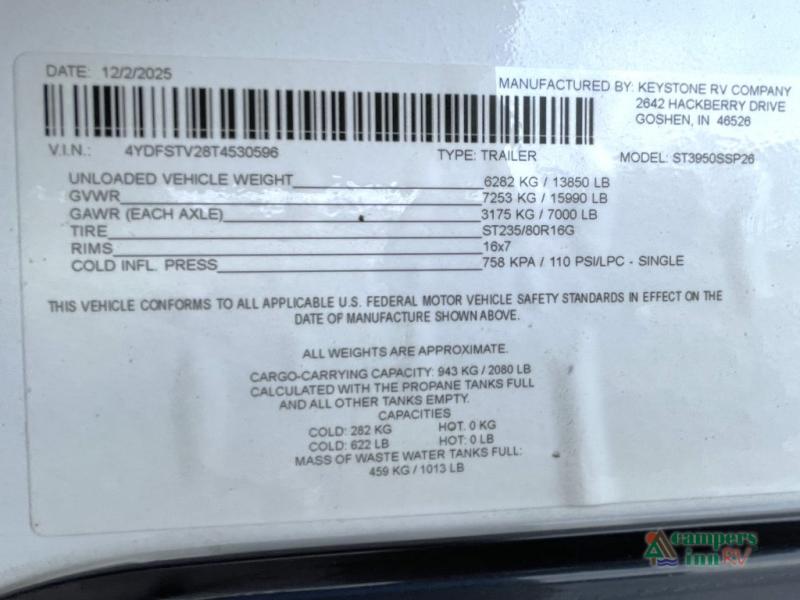 DATE: 12/2/2025
MANUFACTURED BY: KEYSTONE RV COMPANY
2642 HACKBERRY DRIVE
GOSHEN, IN 46526
V.I.N.: 4YDFSTV28T4530596 TYPE: TRAILER MODEL: ST3950SSP26
UNLOADED VEHICLE WEIGHT 6282 KG / 13850 LB
GVWR 7253 KG / 15990 LB
GAWR (EACH AXLE) 3175 KG / 7000 LB
TIRE ST235/80R16G
RIMS 16x7
COLD INFL. PRESS 758 KPA / 110 PSI/LPC - SINGLE
THIS VEHICLE CONFORMS TO ALL APPLICABLE U.S. FEDERAL MOTOR VEHICLE SAFETY STANDARDS IN EFFECT ON THE
DATE OF MANUFACTURE SHOWN ABOVE.
ALL WEIGHTS ARE APPROXIMATE.
CARGO-CARRYING CAPACITY: 943 KG / 2080 LB
CALCULATED WITH THE PROPANE TANKS FULL
AND ALL OTHER TANKS EMPTY.
CAPACITIES
COLD: 282 KG HOT: 0 KG
COLD: 622 LB HOT: 0 LB
MASS OF WASTE WATER TANKS FULL:
459 KG / 1013 LB
campers
inn RV